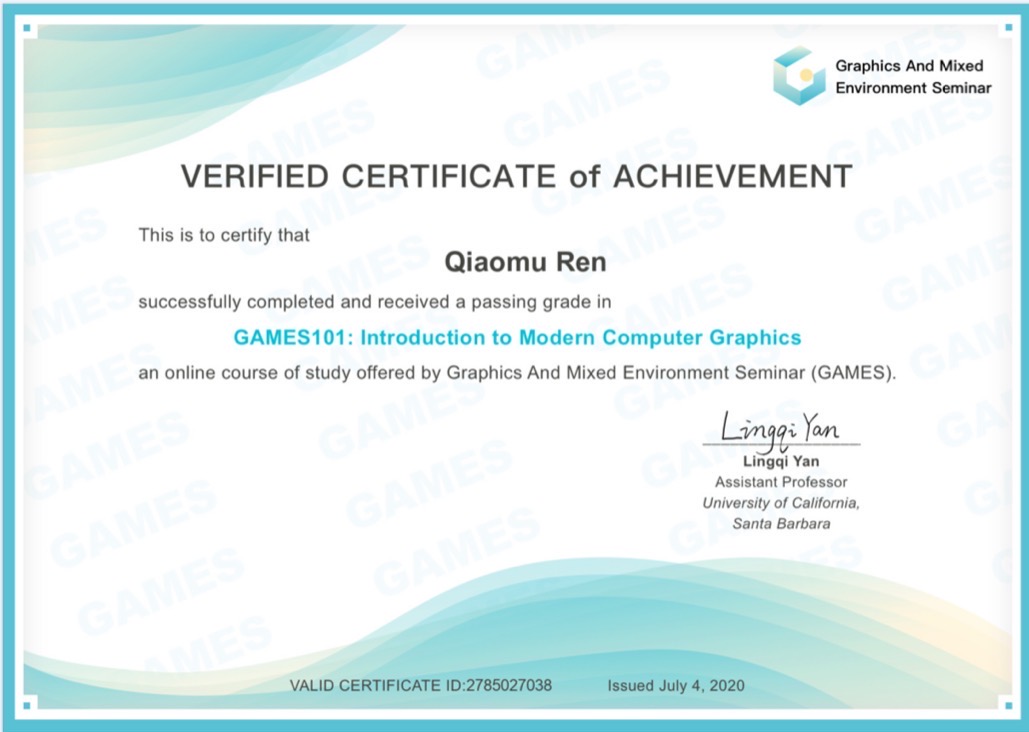 Graphics And Mixed
Environment Seminar
VERIFIED CERTIFICATE of ACHIEVEMENT
This is to certify that
Qiaomu Ren
successfully completed and received a passing grade in
GAMES101: Introduction to Modern Computer Graphics
an online course of study offered by Graphics And Mixed Environment Seminar (GAMES).
Lingqi Yan
Lingqi Yan
Assistant Professor
University of California,
Santa Barbara
VALID CERTIFICATE ID:2785027038 Issued July 4, 2020